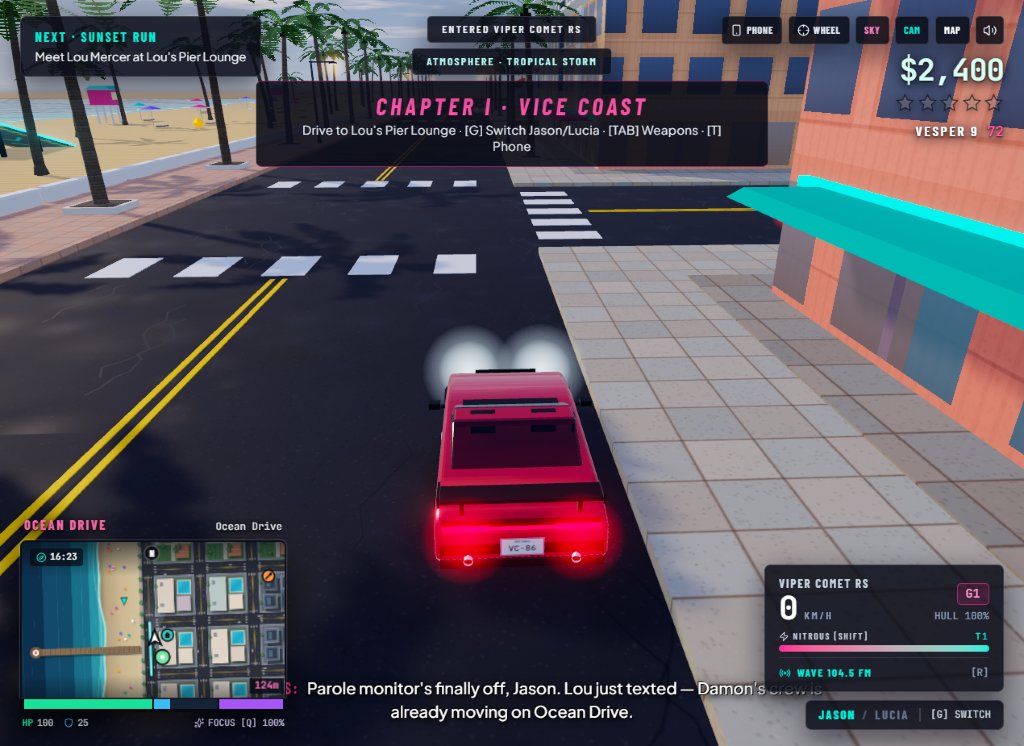 NEXT · SUNSET RUN
Meet Lou Mercer at Lou's Pier Lounge
ENTERED VIPER COMET RS
ATMOSPHERE · TROPICAL STORM
PHONE
WHEEL
SKY
CAM
MAP
$2,400
VESPER 9 72
CHAPTER I · VICE COAST
Drive to Lou's Pier Lounge · [G] Switch Jason/Lucia · [TAB] Weapons · [T]
Phone
VC-86
OCEAN DRIVE
Ocean Drive
16:23
124m
HP 100
25
FOCUS [Q] 100%
S: Parole monitor's finally off, Jason. Lou just texted — Damon's crew is
already moving on Ocean Drive.
VIPER COMET RS
G1
0 KM/H
HULL 100%
NITROUS [SHIFT]
T1
WAVE 104.5 FM
[R]
JASON / LUCIA
[G] SWITCH